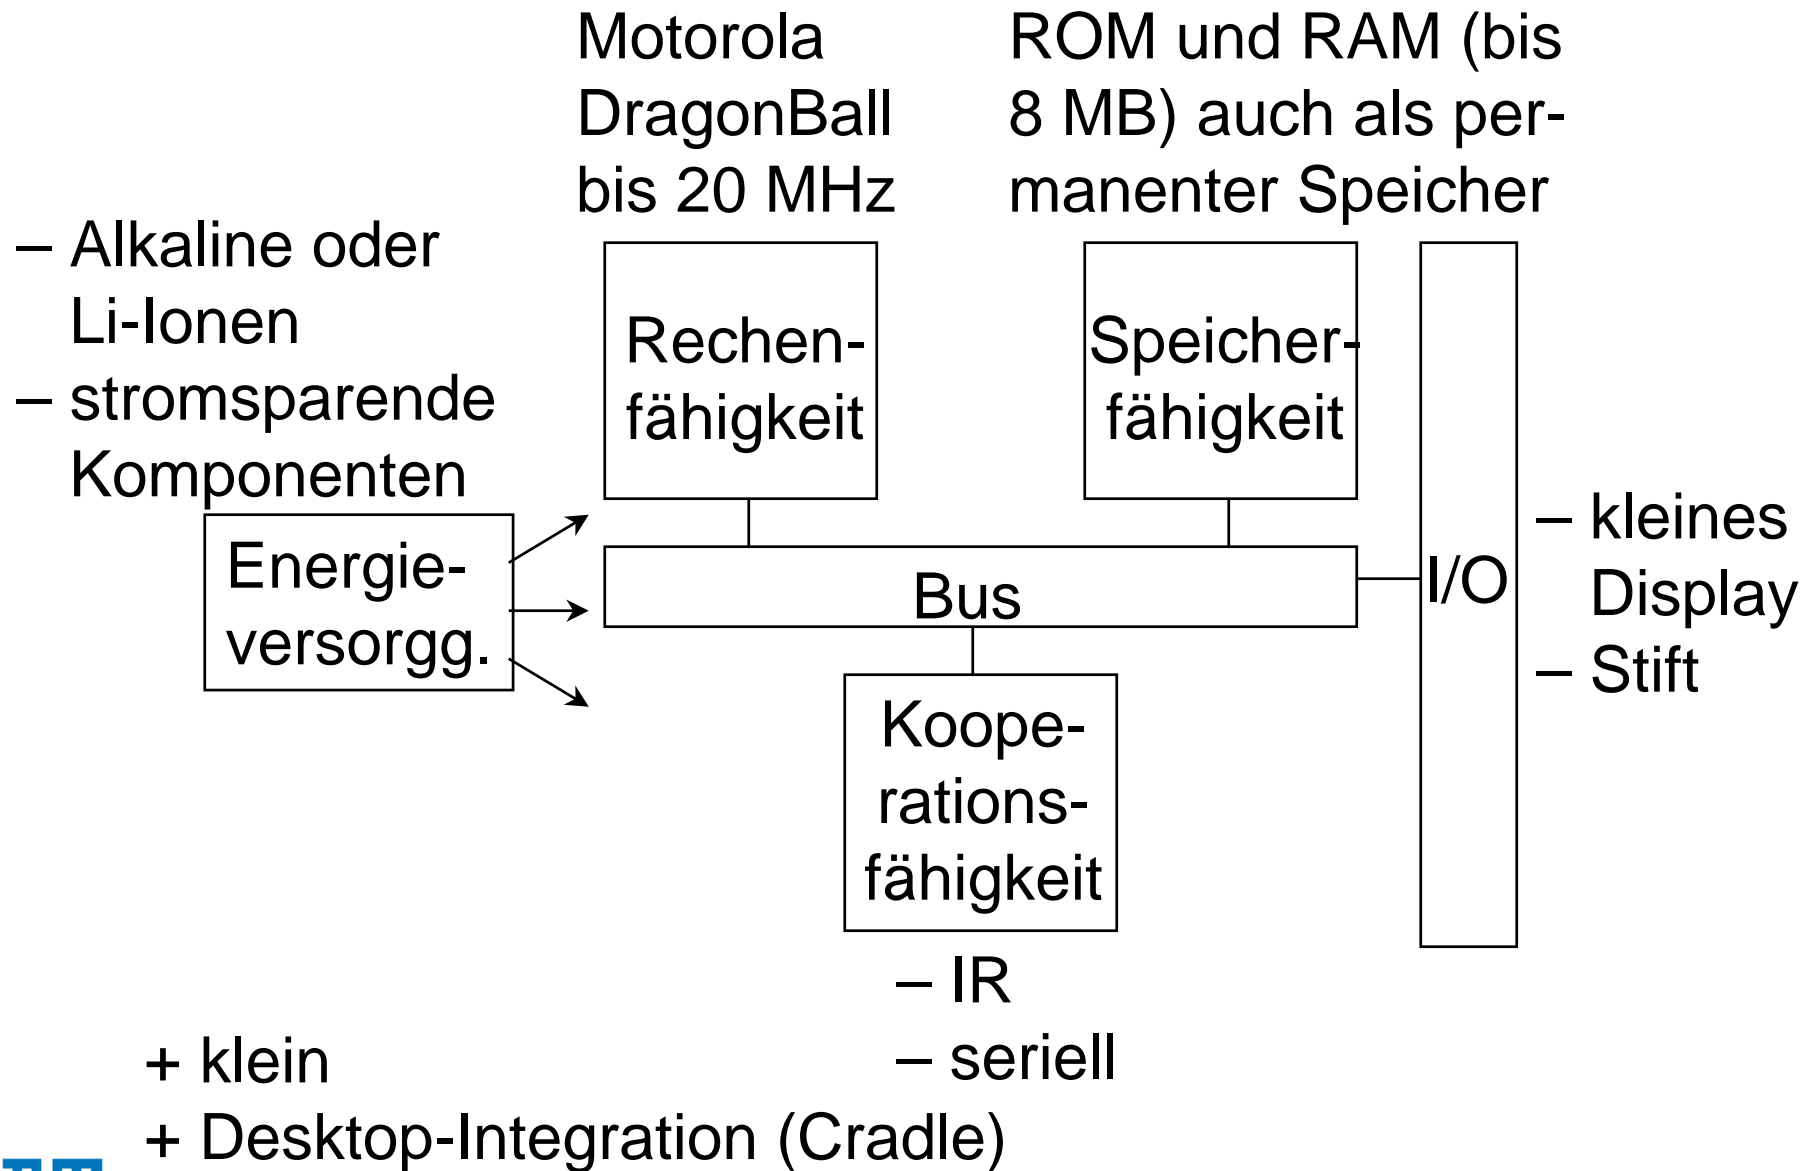 Motorola
DragonBall
bis 20 MHz
ROM und RAM (bis
8 MB) auch als per-
manenter Speicher
– Alkaline oder
Li-Ionen
– stromsparende
Komponenten
Rechen-
fähigkeit
Speicher-
fähigkeit
Energie-
versorgg.
Bus
I/O
– kleines
Display
– Stift
Koope-
rations-
fähigkeit
– IR
– seriell
+ klein
+ Desktop-Integration (Cradle)